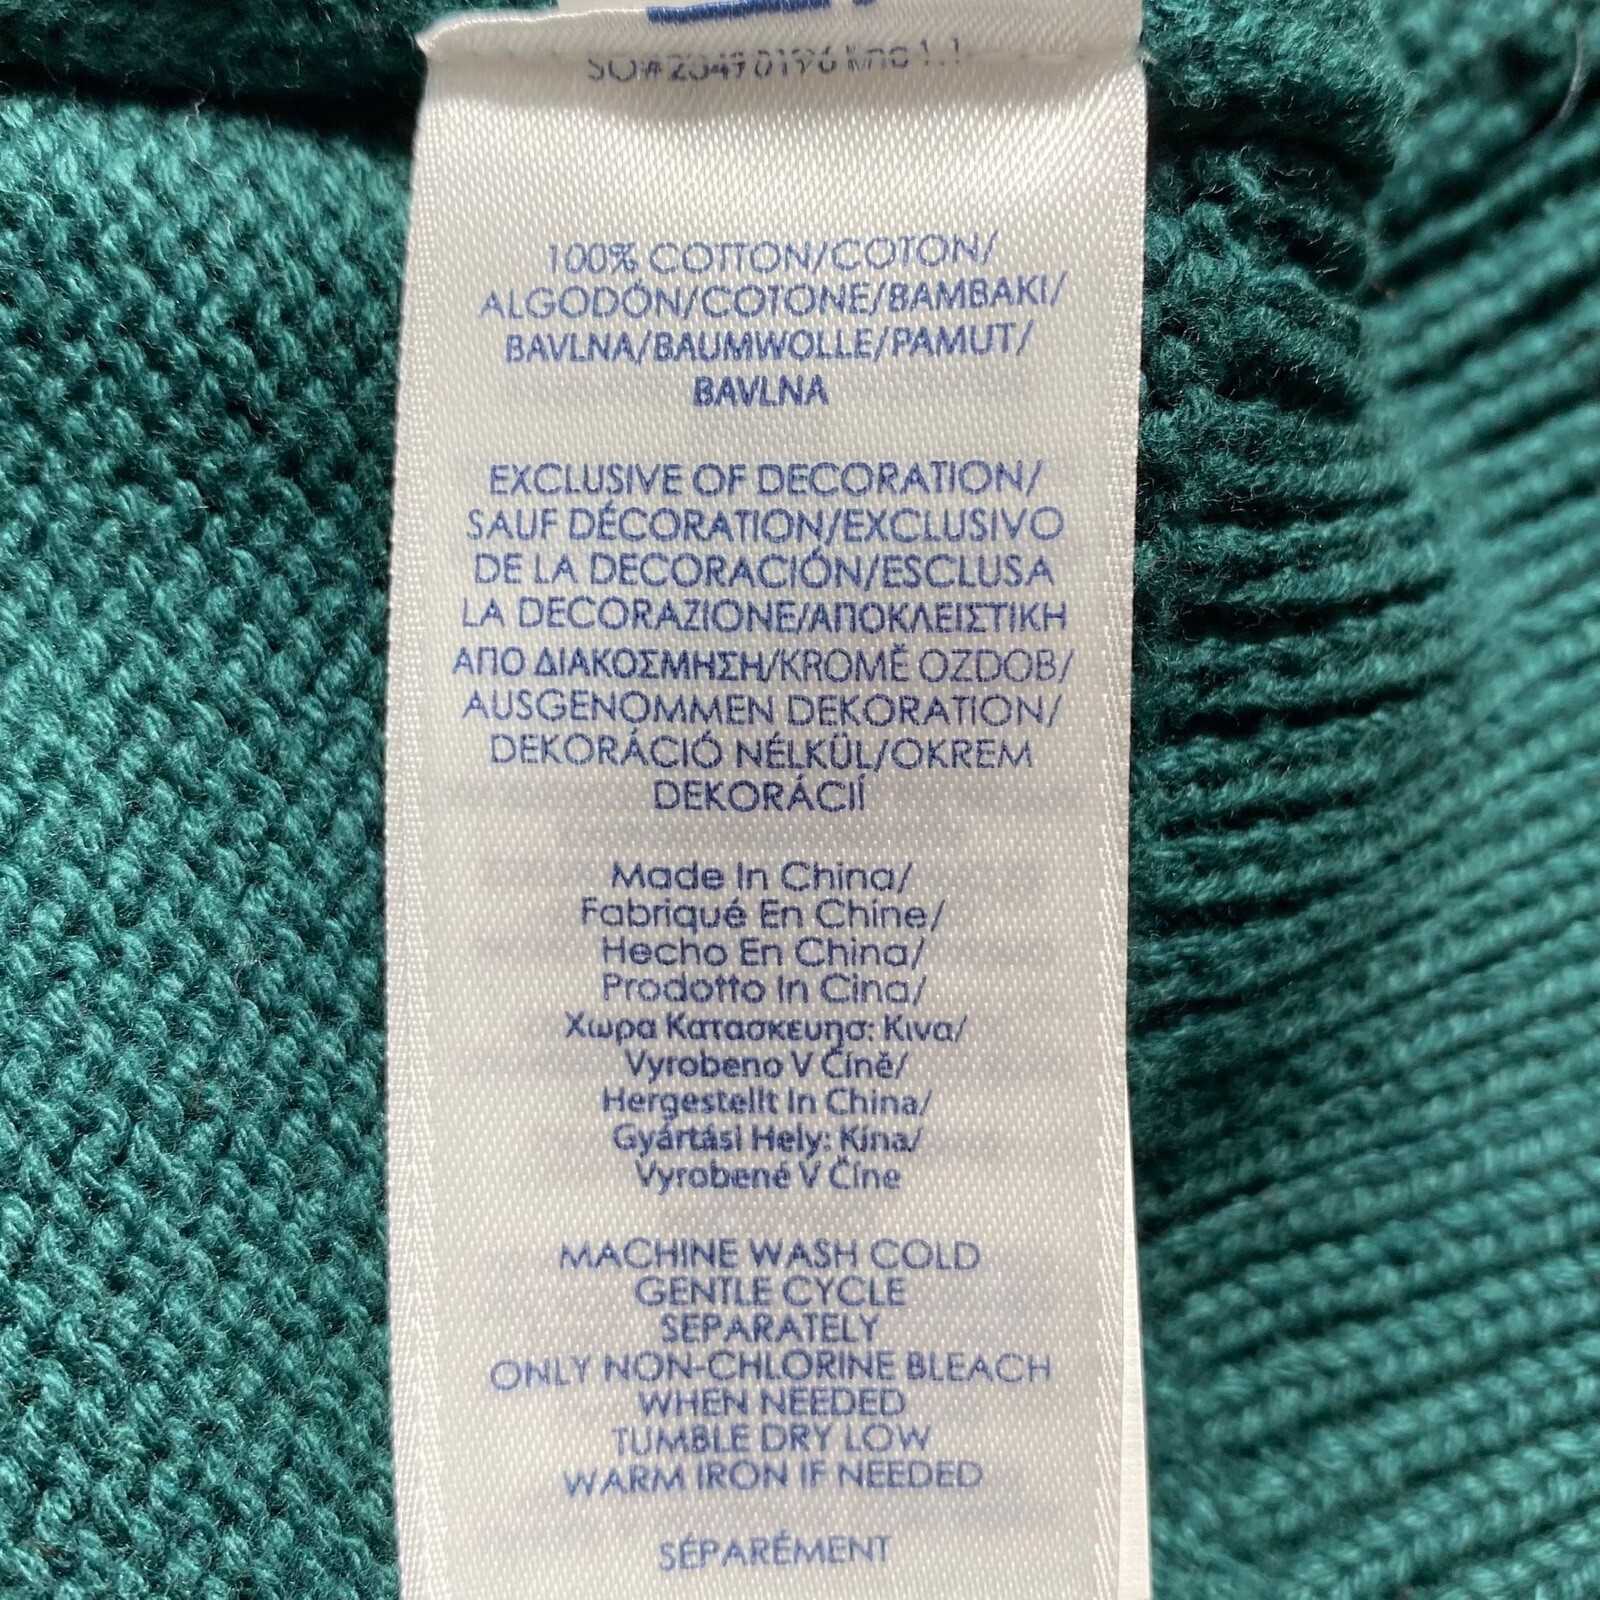 100% COTTON/COTON/
ALGODÓN/COTONE/BAMBAKI/
BAVLNA/BAUMWOLLE/PAMUT/
BAVLNA
EXCLUSIVE OF DECORATION/
SAUF DÉCORATION/EXCLUSIVO
DE LA DECORACIÓN/ESCLUSA
LA DECORAZIONE/ΑΠΟΚΛΕΙΣΤΙΚΗ
ΑΠΟ ΔΙΑΚΟΣΜΗΣΗ/KROMĚ OZDOB/
AUSGENOMMEN DEKORATION/
DEKORÁCIÓ NÉLKÜL/OKREM
DEKORÁCIÍ
Made In China/
Fabriqué En Chine/
Hecho En China/
Prodotto In Cina/
Χωρα Κατασκευησ: Κινα/
Vyrobeno V Číně/
Hergestellt In China/
Gyártási Hely: Kína/
Vyrobené V Číne
MACHINE WASH COLD
GENTLE CYCLE
SEPARATELY
ONLY NON-CHLORINE BLEACH
WHEN NEEDED
TUMBLE DRY LOW
WARM IRON IF NEEDED
SÉPARÉMENT